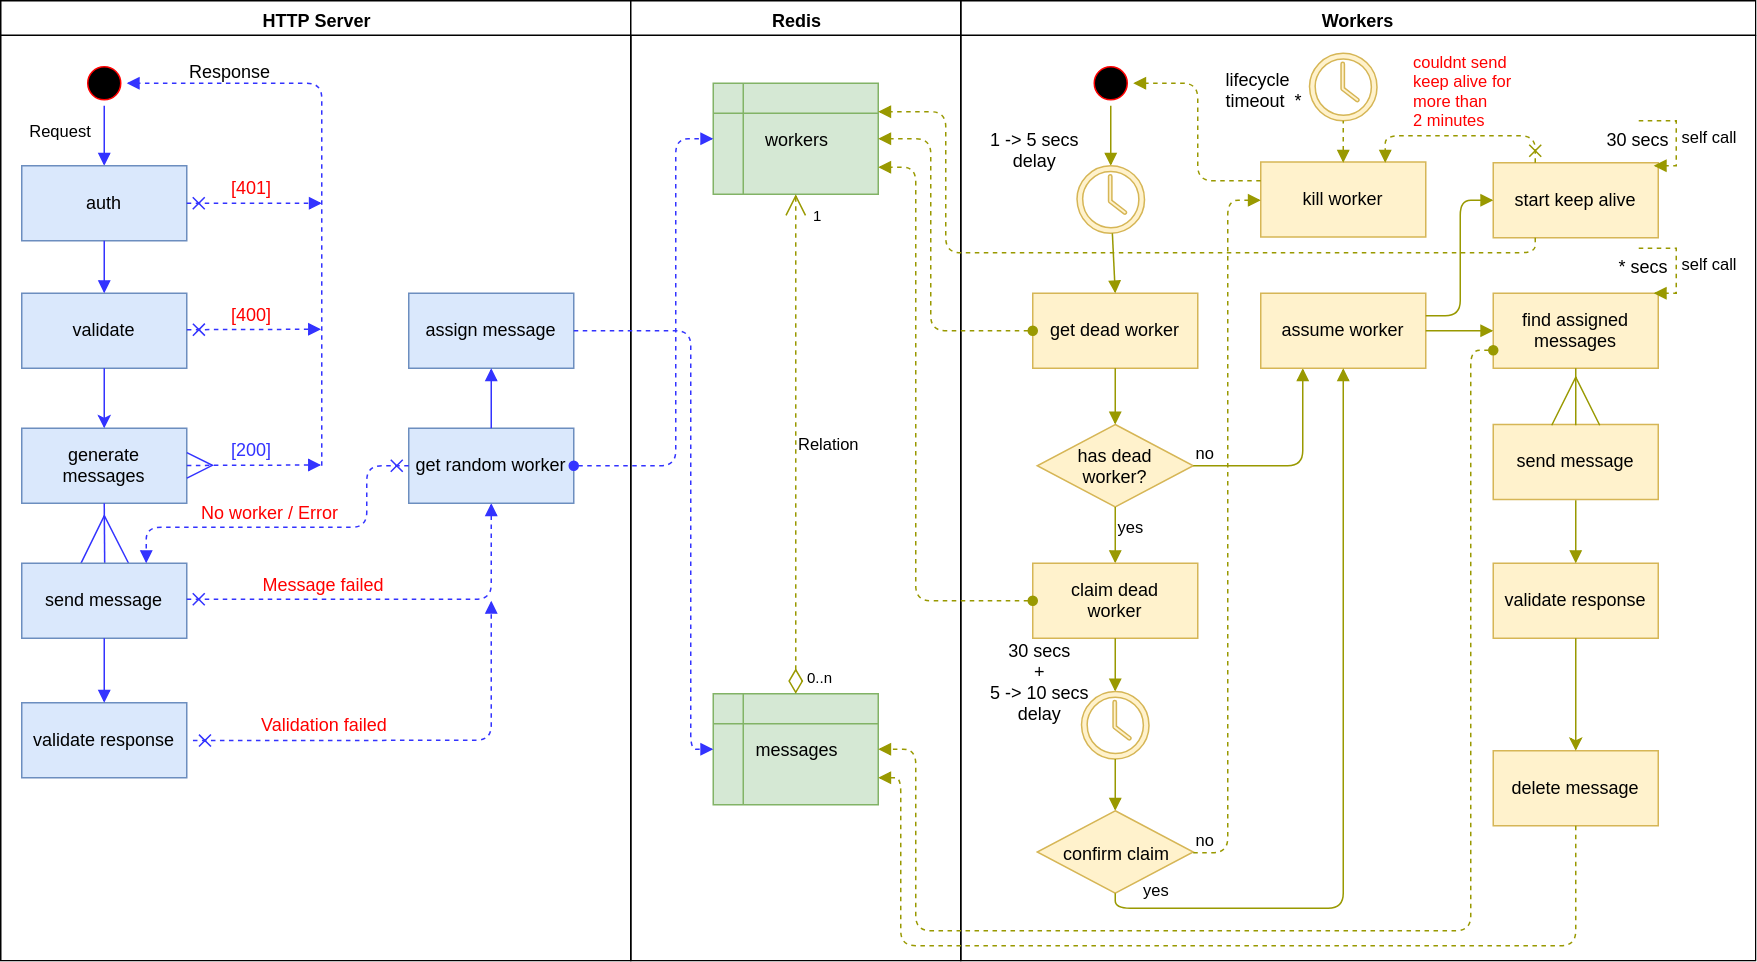 HTTP Server
Redis
Workers
Response
Request
auth
[401]
validate
[400]
generate
messages
[200]
No worker / Error
send message
Message failed
validate response
Validation failed
assign message
get random worker
workers
1
Relation
0..n
messages
1 -> 5 secs
delay
lifecycle
timeout  *
couldnt send
keep alive for
more than
2 minutes
30 secs
self call
kill worker
start keep alive
* secs
self call
get dead worker
assume worker
find assigned
messages
has dead
worker?
no
yes
send message
claim dead
worker
validate response
30 secs
+
5 -> 10 secs
delay
delete message
confirm claim
no
yes